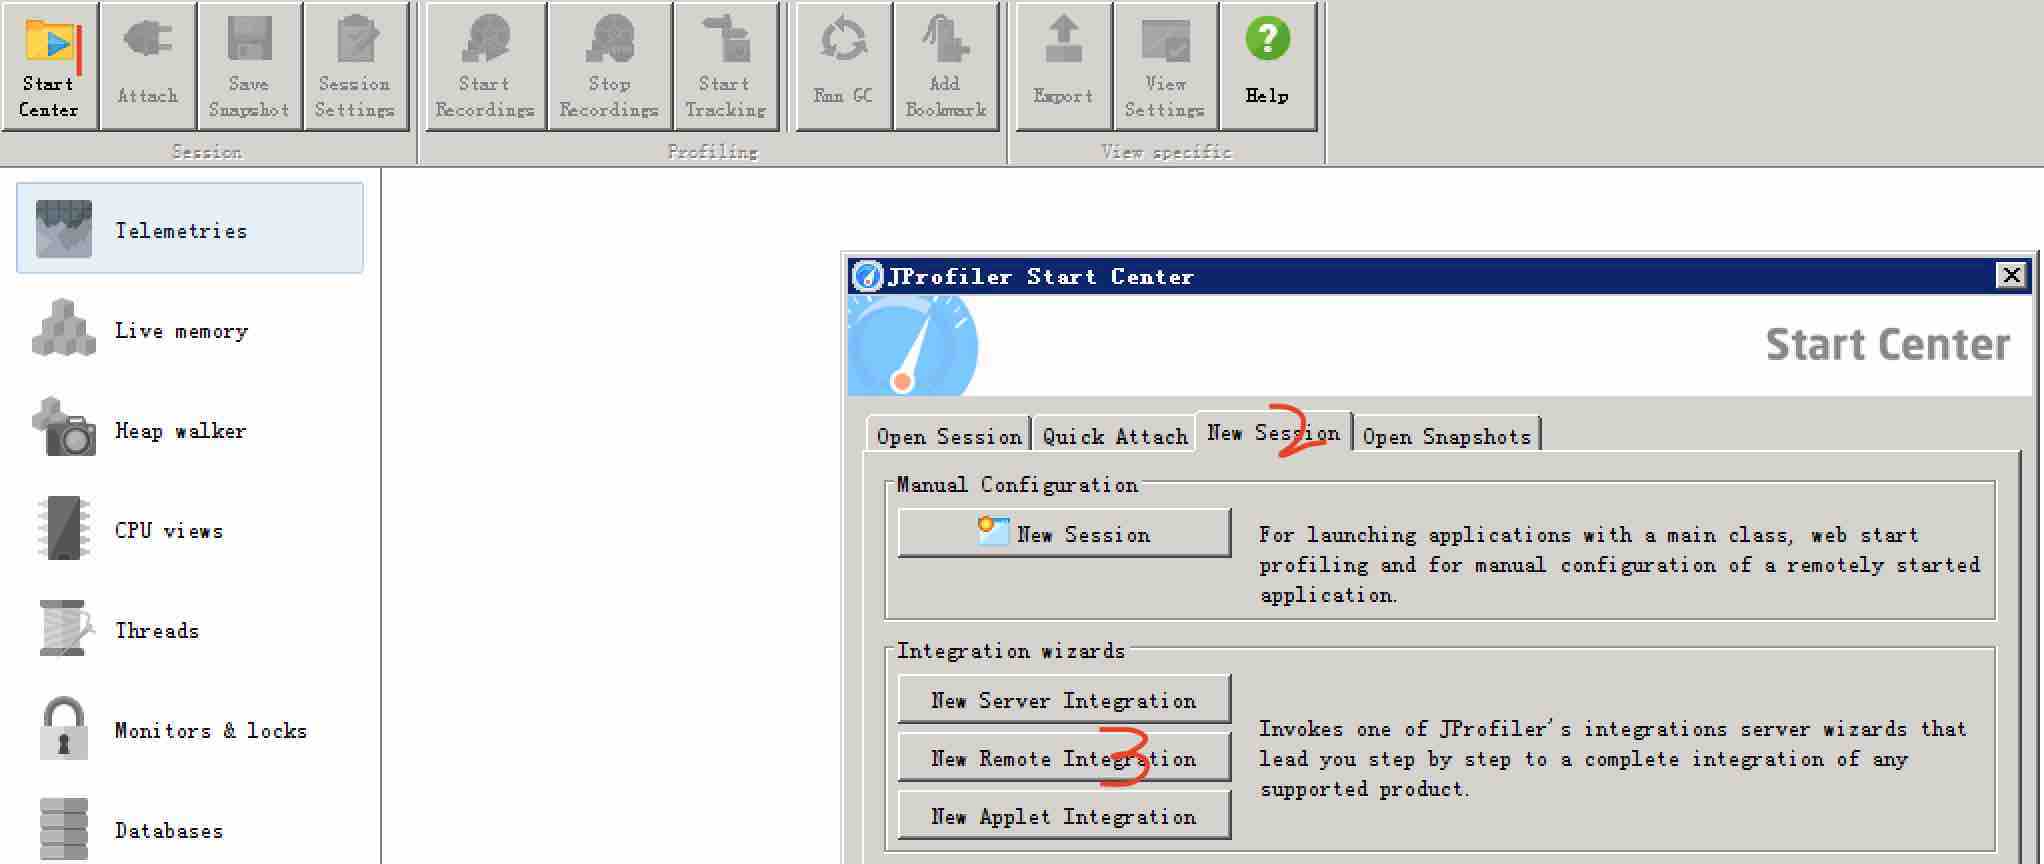 Start Center
Attach
Save Snapshot
Session Settings
Start Recordings
Stop Recordings
Start Tracking
Run GC
Add Bookmark
Export
View Settings
Help
Session
Profiling
View specific
Telemetries
Live memory
Heap walker
CPU views
Threads
Monitors & locks
Databases
JProfiler Start Center
Start Center
Open Session
Quick Attach
New Session
2
Open Snapshots
Manual Configuration
New Session
For launching applications with a main class, web start
profiling and for manual configuration of a remotely started
application.
Integration wizards
New Server Integration
New Remote Integration
3
New Applet Integration
Invokes one of JProfiler's integrations server wizards that
lead you step by step to a complete integration of any
supported product.